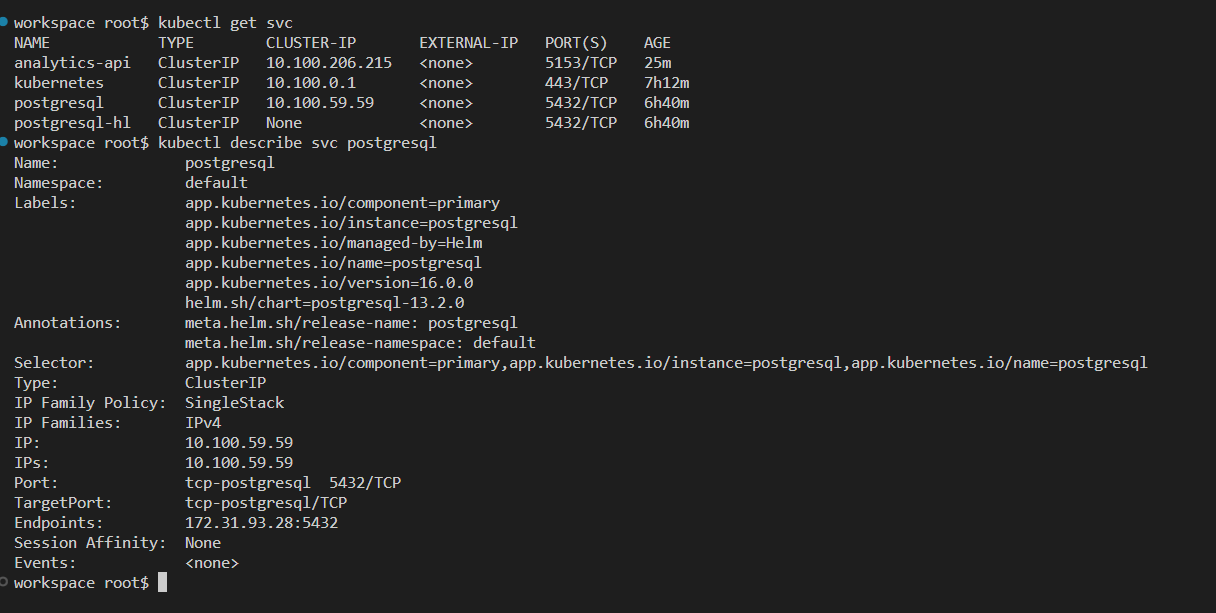 workspace root$ kubectl get svc
NAME TYPE CLUSTER-IP EXTERNAL-IP PORT(S) AGE
analytics-api ClusterIP 10.100.206.215 <none> 5153/TCP 25m
kubernetes ClusterIP 10.100.0.1 <none> 443/TCP 7h12m
postgresql ClusterIP 10.100.59.59 <none> 5432/TCP 6h40m
postgresql-hl ClusterIP None <none> 5432/TCP 6h40m
workspace root$ kubectl describe svc postgresql
Name: postgresql
Namespace: default
Labels: app.kubernetes.io/component=primary
app.kubernetes.io/instance=postgresql
app.kubernetes.io/managed-by=Helm
app.kubernetes.io/name=postgresql
app.kubernetes.io/version=16.0.0
helm.sh/chart=postgresql-13.2.0
Annotations: meta.helm.sh/release-name: postgresql
meta.helm.sh/release-namespace: default
Selector: app.kubernetes.io/component=primary,app.kubernetes.io/instance=postgresql,app.kubernetes.io/name=postgresql
Type: ClusterIP
IP Family Policy: SingleStack
IP Families: IPv4
IP: 10.100.59.59
IPs: 10.100.59.59
Port: tcp-postgresql 5432/TCP
TargetPort: tcp-postgresql/TCP
Endpoints: 172.31.93.28:5432
Session Affinity: None
Events: <none>
workspace root$